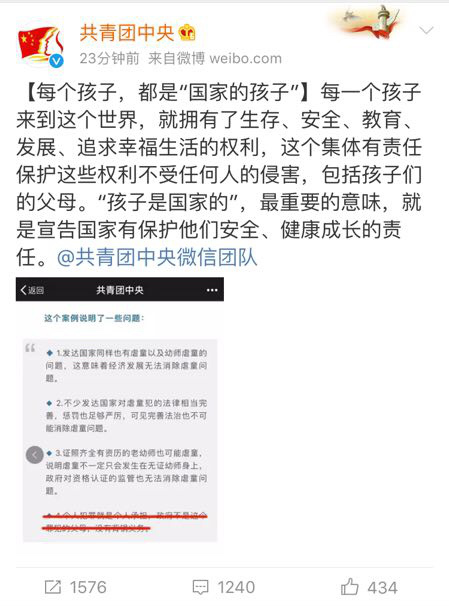 共青团中央
23分钟前 来自微博 weibo.com
【每个孩子，都是“国家的孩子”】每一个孩子
来到这个世界，就拥有了生存、安全、教育、
发展、追求幸福生活的权利，这个集体有责任
保护这些权利不受任何人的侵害，包括孩子们
的父母。“孩子是国家的”，最重要的意味，就
是宣告国家有保护他们安全、健康成长的责
任。@共青团中央微信团队
返回 共青团中央
这个案例说明了一些问题：
1.发达国家同样也有虐童以及幼师虐童的
问题，这意味着经济发展无法消除虐童问
题。
2.不少发达国家对虐童犯的法律相当完
善，惩罚也足够严厉，可见完善法治也不可
能消除虐童问题。
3.证照齐全有资历的老幼师也可能虐童，
说明虐童不一定只会发生在无证幼师身上，
政府对资格认证的监管也无法消除虐童问
题。
4.个人犯罪就是个人承担，政府不是这个
罪犯的父母，没有背锅义务。
1576 1240 434